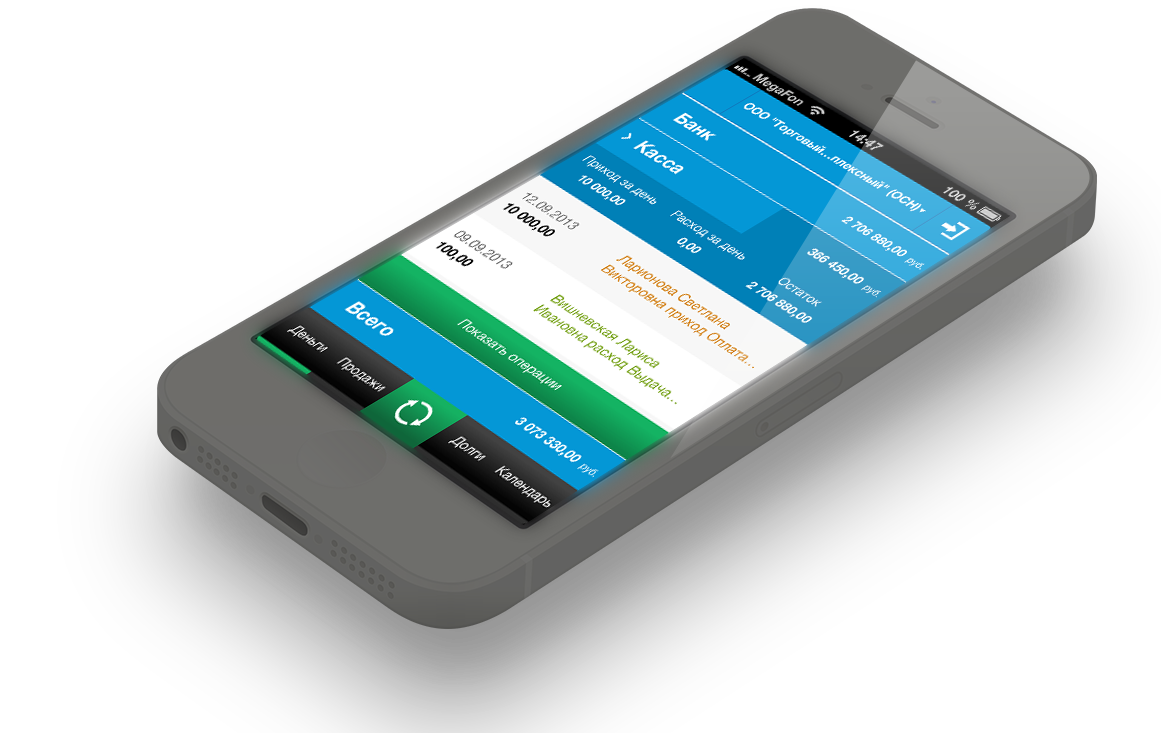 MegaFon 14:47 100 %
ООО "Торговый...плексный" (ОСН)
Банк 2 706 880,00 руб.
Касса 366 450,00 руб.
Приход за день Расход за день Остаток
10 000,00 0,00 2 706 880,00
12.09.2013 Ларионова Светлана
10 000,00 Викторовна приход Оплата...
09.09.2013 Вишневская Лариса
100,00 Ивановна расход Выдача...
Показать операции
Всего 3 073 330,00 руб.
Деньги Продажи Долги Календарь